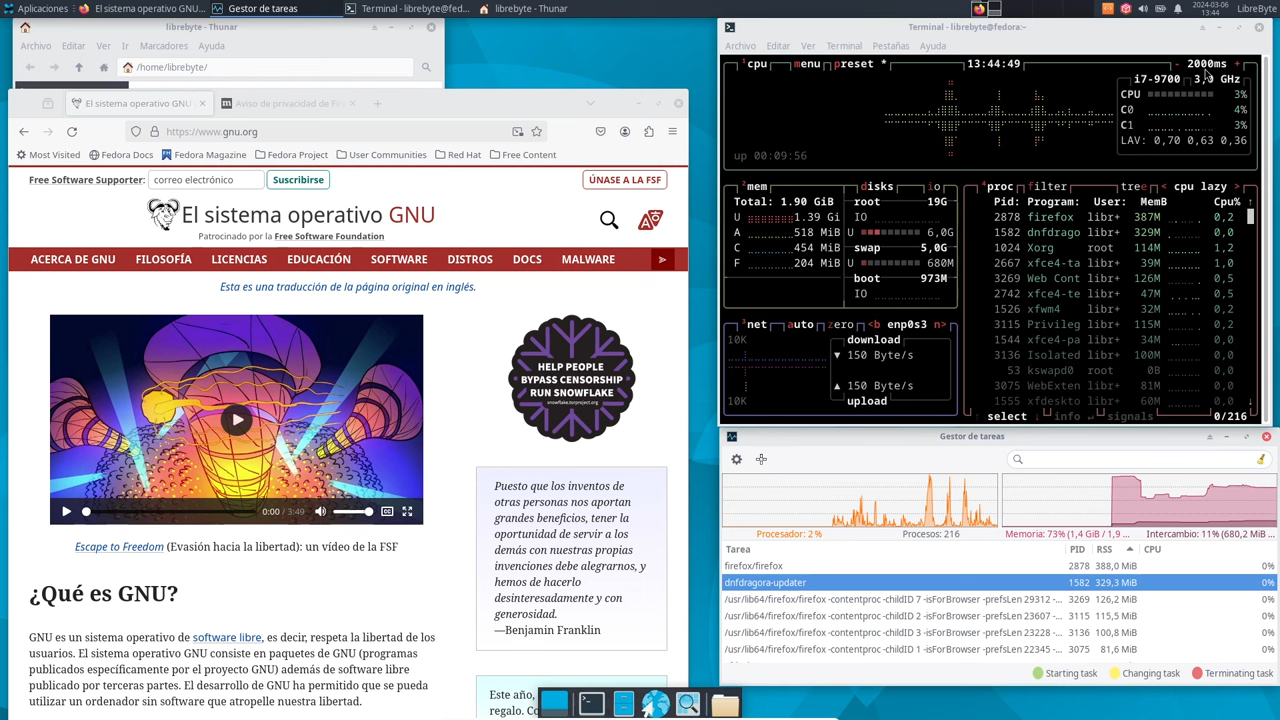 Aplicaciones
El sistema operativo GNU...
Gestor de tareas
Terminal - librebyte@fed...
librebyte - Thunar
2024-03-06
13:44
LibreByte
librebyte - Thunar
Archivo Editar Ver Ir Marcadores Ayuda
/home/librebyte/
El sistema operativo GNU
Aviso de privacidad de Fir
https://www.gnu.org
Most Visited Fedora Docs Fedora Magazine Fedora Project User Communities Red Hat Free Content
Free Software Supporter: correo electrónico Suscribirse ÚNASE A LA FSF
El sistema operativo GNU
Patrocinado por la Free Software Foundation
ACERCA DE GNU FILOSOFÍA LICENCIAS EDUCACIÓN SOFTWARE DISTROS DOCS MALWARE
Esta es una traducción de la página original en inglés.
0:00 / 3:49
Escape to Freedom (Evasión hacia la libertad): un vídeo de la FSF
HELP PEOPLE
BYPASS CENSORSHIP
RUN SNOWFLAKE
snowflake.torproject.org
Puesto que los inventos de
otras personas nos aportan
grandes beneficios, tener la
oportunidad de servir a los
demás con nuestras propias
invenciones debe alegrarnos, y
hemos de hacerlo
desinteresadamente y con
generosidad.
—Benjamin Franklin
¿Qué es GNU?
GNU es un sistema operativo de software libre, es decir, respeta la libertad de los
usuarios. El sistema operativo GNU consiste en paquetes de GNU (programas
publicados específicamente por el proyecto GNU) además de software libre
publicado por terceras partes. El desarrollo de GNU ha permitido que se pueda
utilizar un ordenador sin software que atropelle nuestra libertad.
Este año,
regalo. Co
Terminal - librebyte@fedora:~
Archivo Editar Ver Terminal Pestañas Ayuda
¹cpu menu preset * 13:44:49 - 2000ms +
i7-9700 3,0 GHz
CPU 3%
C0 4%
C1 3%
LAV: 0,70 0,63 0,36
up 00:09:56
²mem disks io
Total: 1.90 GiB root 19G
U 1.39 Gi IO
A 518 MiB U 6,0G
C 454 MiB swap 5,0G
F 204 MiB U 680M
boot 973M
IO
³net auto zero <b enp0s3 n>
10K download
▼ 150 Byte/s
▲ 150 Byte/s
10K upload
⁴proc filter tree < cpu lazy >
Pid: Program: User: MemB Cpu% ↑
2878 firefox libr+ 387M 0,2
1582 dnfdrago libr+ 329M 0,0
1024 Xorg root 114M 1,2
2667 xfce4-ta libr+ 39M 1,0
3269 Web Cont libr+ 126M 0,5
2742 xfce4-te libr+ 47M 0,5
1526 xfwm4 libr+ 32M 0,2
3115 Privileg libr+ 115M 0,2
1544 xfce4-pa libr+ 34M 0,0
3136 Isolated libr+ 100M 0,0
53 kswapd0 root 0B 0,0
3075 WebExten libr+ 81M 0,0
1555 xfdeskto libr+ 60M 0,0 ↓
↑ select ↓ info ↵ signals 0/216
Gestor de tareas
Procesador: 2 % Procesos: 216 Memoria: 73% (1,4 GiB / 1,9 ... Intercambio: 11% (680,2 MiB ...
Tarea PID RSS CPU
firefox/firefox 2878 388,0 MiB 0%
dnfdragora-updater 1582 329,3 MiB 0%
/usr/lib64/firefox/firefox -contentproc -childID 7 -isForBrowser -prefsLen 29312 -... 3269 126,2 MiB 0%
/usr/lib64/firefox/firefox -contentproc -childID 2 -isForBrowser -prefsLen 23607 -... 3115 115,5 MiB 0%
/usr/lib64/firefox/firefox -contentproc -childID 3 -isForBrowser -prefsLen 23228 -... 3136 100,8 MiB 0%
/usr/lib64/firefox/firefox -contentproc -childID 1 -isForBrowser -prefsLen 22345 -... 3075 81,6 MiB 0%
Starting task Changing task Terminating task